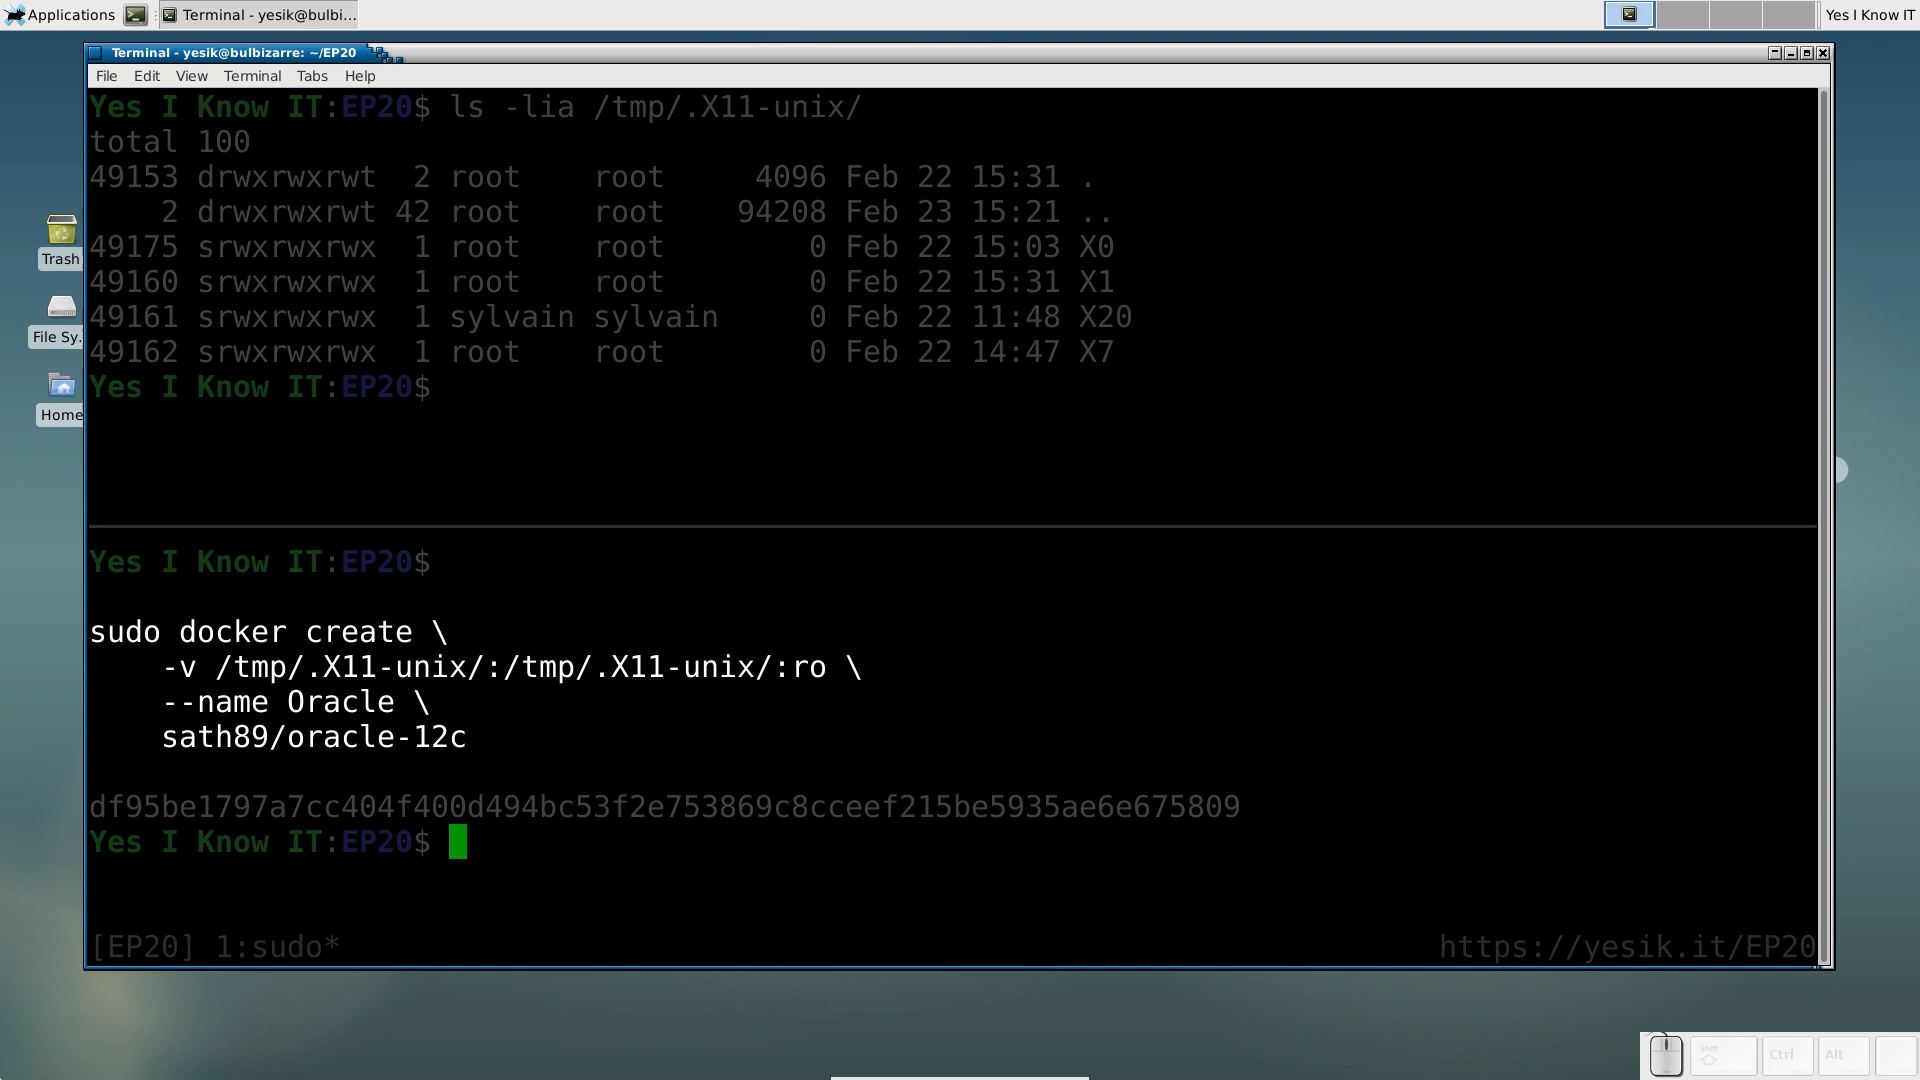 Applications
Terminal - yesik@bulbi...
Yes I Know IT
Terminal - yesik@bulbizarre: ~/EP20
File Edit View Terminal Tabs Help
Yes I Know IT:EP20$ ls -lia /tmp/.X11-unix/
total 100
49153 drwxrwxrwt  2 root    root     4096 Feb 22 15:31 .
    2 drwxrwxrwt 42 root    root    94208 Feb 23 15:21 ..
49175 srwxrwxrwx  1 root    root        0 Feb 22 15:03 X0
49160 srwxrwxrwx  1 root    root        0 Feb 22 15:31 X1
49161 srwxrwxrwx  1 sylvain sylvain     0 Feb 22 11:48 X20
49162 srwxrwxrwx  1 root    root        0 Feb 22 14:47 X7
Yes I Know IT:EP20$
Yes I Know IT:EP20$
sudo docker create \
    -v /tmp/.X11-unix/:/tmp/.X11-unix/:ro \
    --name Oracle \
    sath89/oracle-12c
df95be1797a7cc404f400d494bc53f2e753869c8cceef215be5935ae6e675809
Yes I Know IT:EP20$
[EP20] 1:sudo*
https://yesik.it/EP20
Trash
File Sy.
Home
Shift
Ctrl
Alt